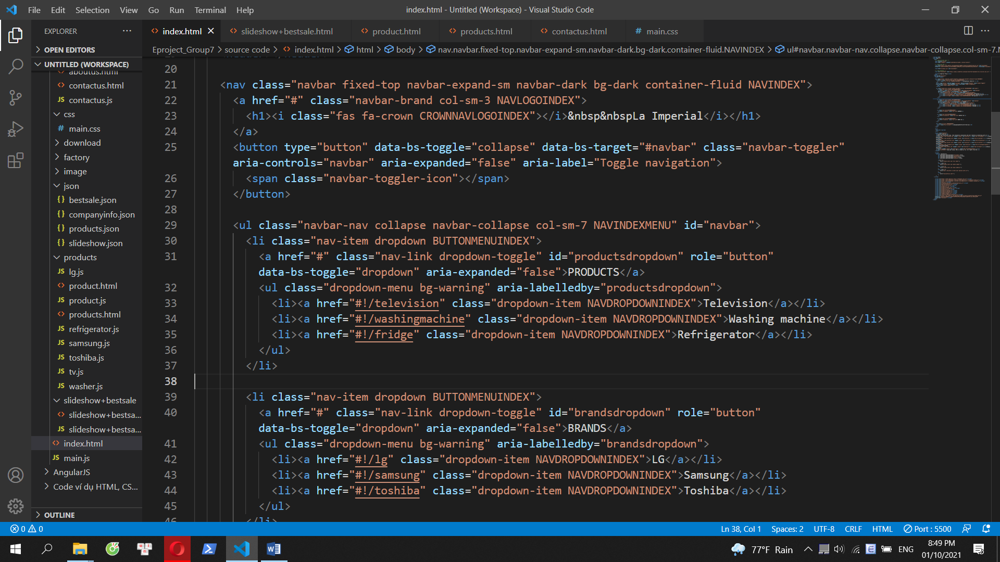 File Edit Selection View Go Run Terminal Help
index.html - Untitled (Workspace) - Visual Studio Code
EXPLORER
index.html
slideshow+bestsale.html
product.html
products.html
contactus.html
# main.css
Eproject_Group7 > source code > index.html > html > body > nav.navbar.fixed-top.navbar-expand-sm.navbar-dark.bg-dark.container-fluid.NAVINDEX > ul#navbar.navbar-nav.collapse.navbar-collapse.col-sm-7.N
OPEN EDITORS
UNTITLED (WORKSPACE)
aboutus.html
contactus.html
JS contactus.js
css
# main.css
download
factory
image
json
{} bestsale.json
{} companyinfo.json
{} products.json
{} slideshow.json
products
JS lg.js
product.html
JS product.js
products.html
JS refrigerator.js
JS samsung.js
JS toshiba.js
JS tv.js
JS washer.js
slideshow+bestsale
slideshow+bestsa...
JS slideshow+bestsa...
index.html
JS main.js
AngularJS
Code ví dụ HTML, CS...
OUTLINE
20
21 <nav class="navbar fixed-top navbar-expand-sm navbar-dark bg-dark container-fluid NAVINDEX">
22 <a href="#" class="navbar-brand col-sm-3 NAVLOGOINDEX">
23 <h1><i class="fas fa-crown CROWNNAVLOGOINDEX"></i>&nbsp&nbspLa Imperial</i></h1>
24 </a>
25 <button type="button" data-bs-toggle="collapse" data-bs-target="#navbar" class="navbar-toggler"
aria-controls="navbar" aria-expanded="false" aria-label="Toggle navigation">
26 <span class="navbar-toggler-icon"></span>
27 </button>
28
29 <ul class="navbar-nav collapse navbar-collapse col-sm-7 NAVINDEXMENU" id="navbar">
30 <li class="nav-item dropdown BUTTONMENUINDEX">
31 <a href="#" class="nav-link dropdown-toggle" id="productsdropdown" role="button"
data-bs-toggle="dropdown" aria-expanded="false">PRODUCTS</a>
32 <ul class="dropdown-menu bg-warning" aria-labelledby="productsdropdown">
33 <li><a href="#!/television" class="dropdown-item NAVDROPDOWNINDEX">Television</a></li>
34 <li><a href="#!/washingmachine" class="dropdown-item NAVDROPDOWNINDEX">Washing machine</a></li>
35 <li><a href="#!/fridge" class="dropdown-item NAVDROPDOWNINDEX">Refrigerator</a></li>
36 </ul>
37 </li>
38
39 <li class="nav-item dropdown BUTTONMENUINDEX">
40 <a href="#" class="nav-link dropdown-toggle" id="brandsdropdown" role="button"
data-bs-toggle="dropdown" aria-expanded="false">BRANDS</a>
41 <ul class="dropdown-menu bg-warning" aria-labelledby="brandsdropdown">
42 <li><a href="#!/lg" class="dropdown-item NAVDROPDOWNINDEX">LG</a></li>
43 <li><a href="#!/samsung" class="dropdown-item NAVDROPDOWNINDEX">Samsung</a></li>
44 <li><a href="#!/toshiba" class="dropdown-item NAVDROPDOWNINDEX">Toshiba</a></li>
45 </ul>
46 </li>
0 0
Ln 38, Col 1 Spaces: 2 UTF-8 CRLF HTML Port : 5500
77°F Rain
ENG
8:49 PM
01/10/2021